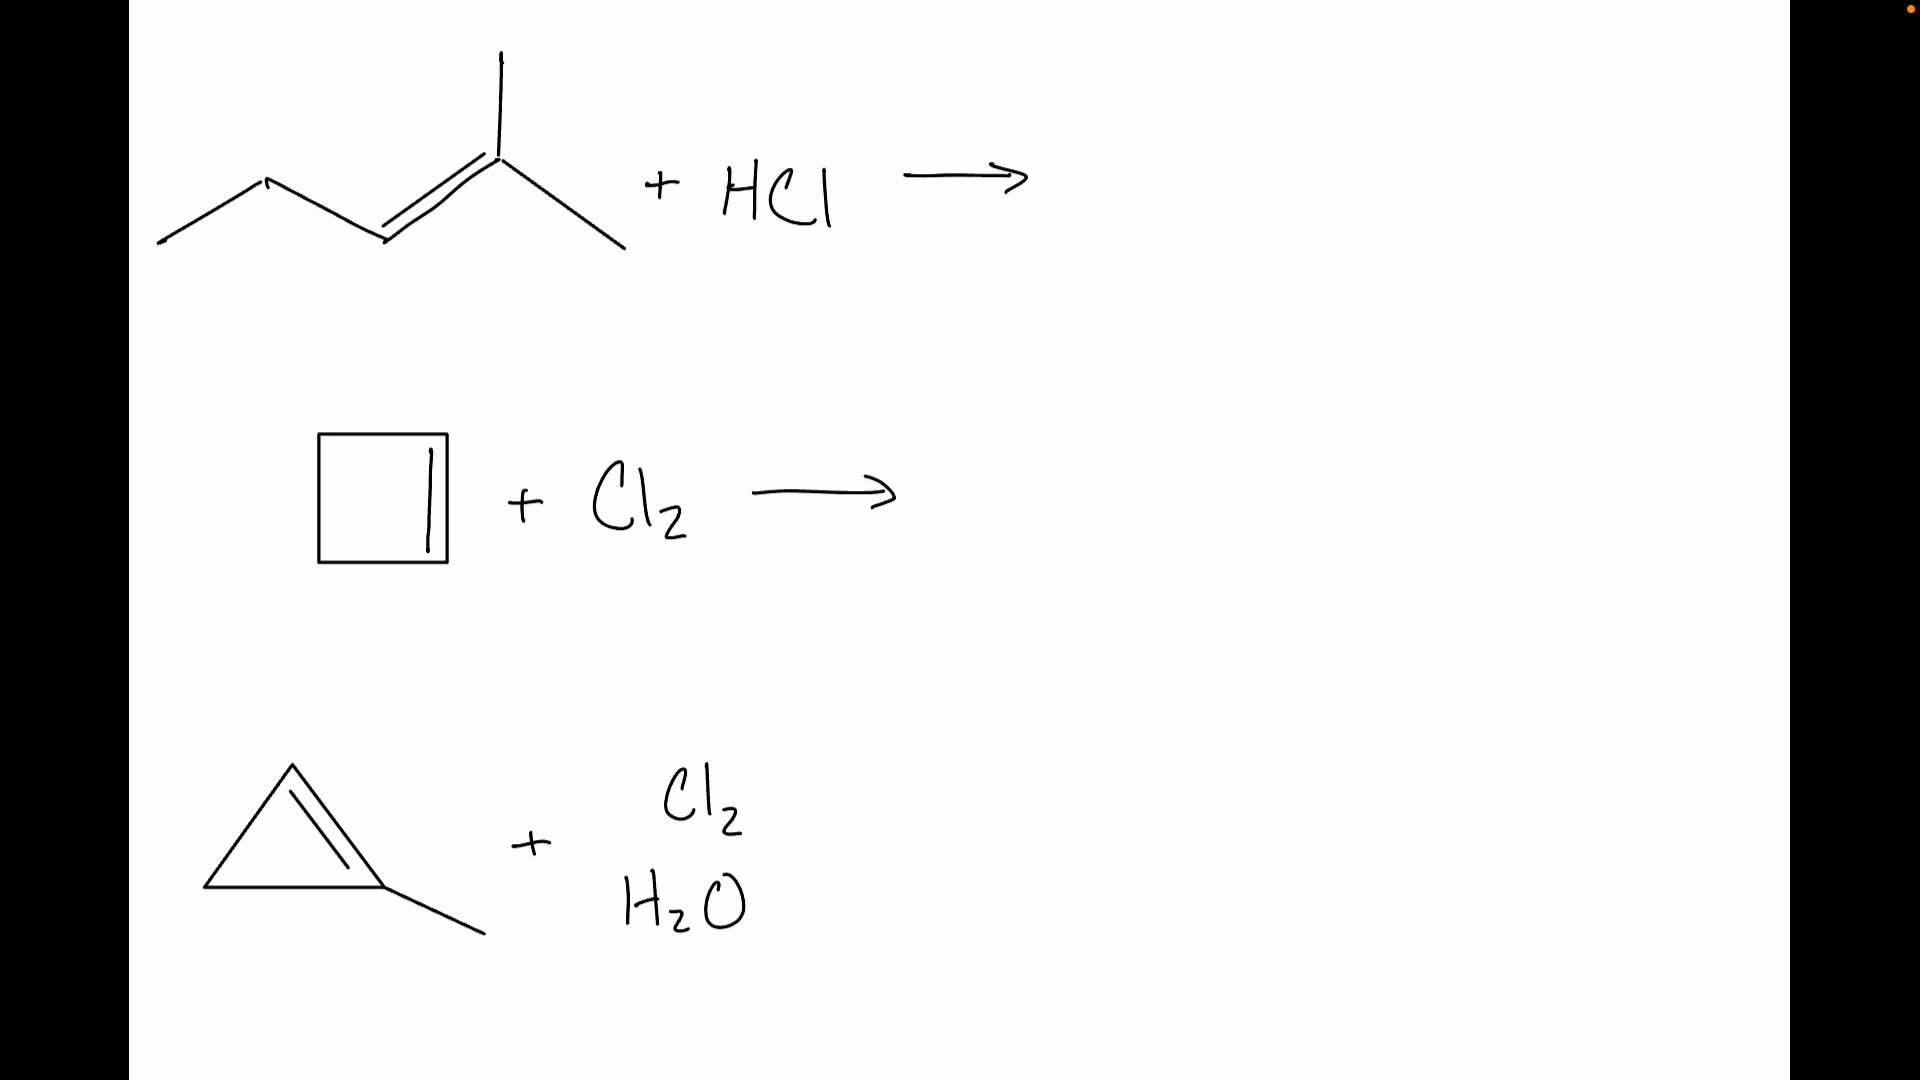 + HCl →
+ Cl₂ →
+ Cl₂
H₂O